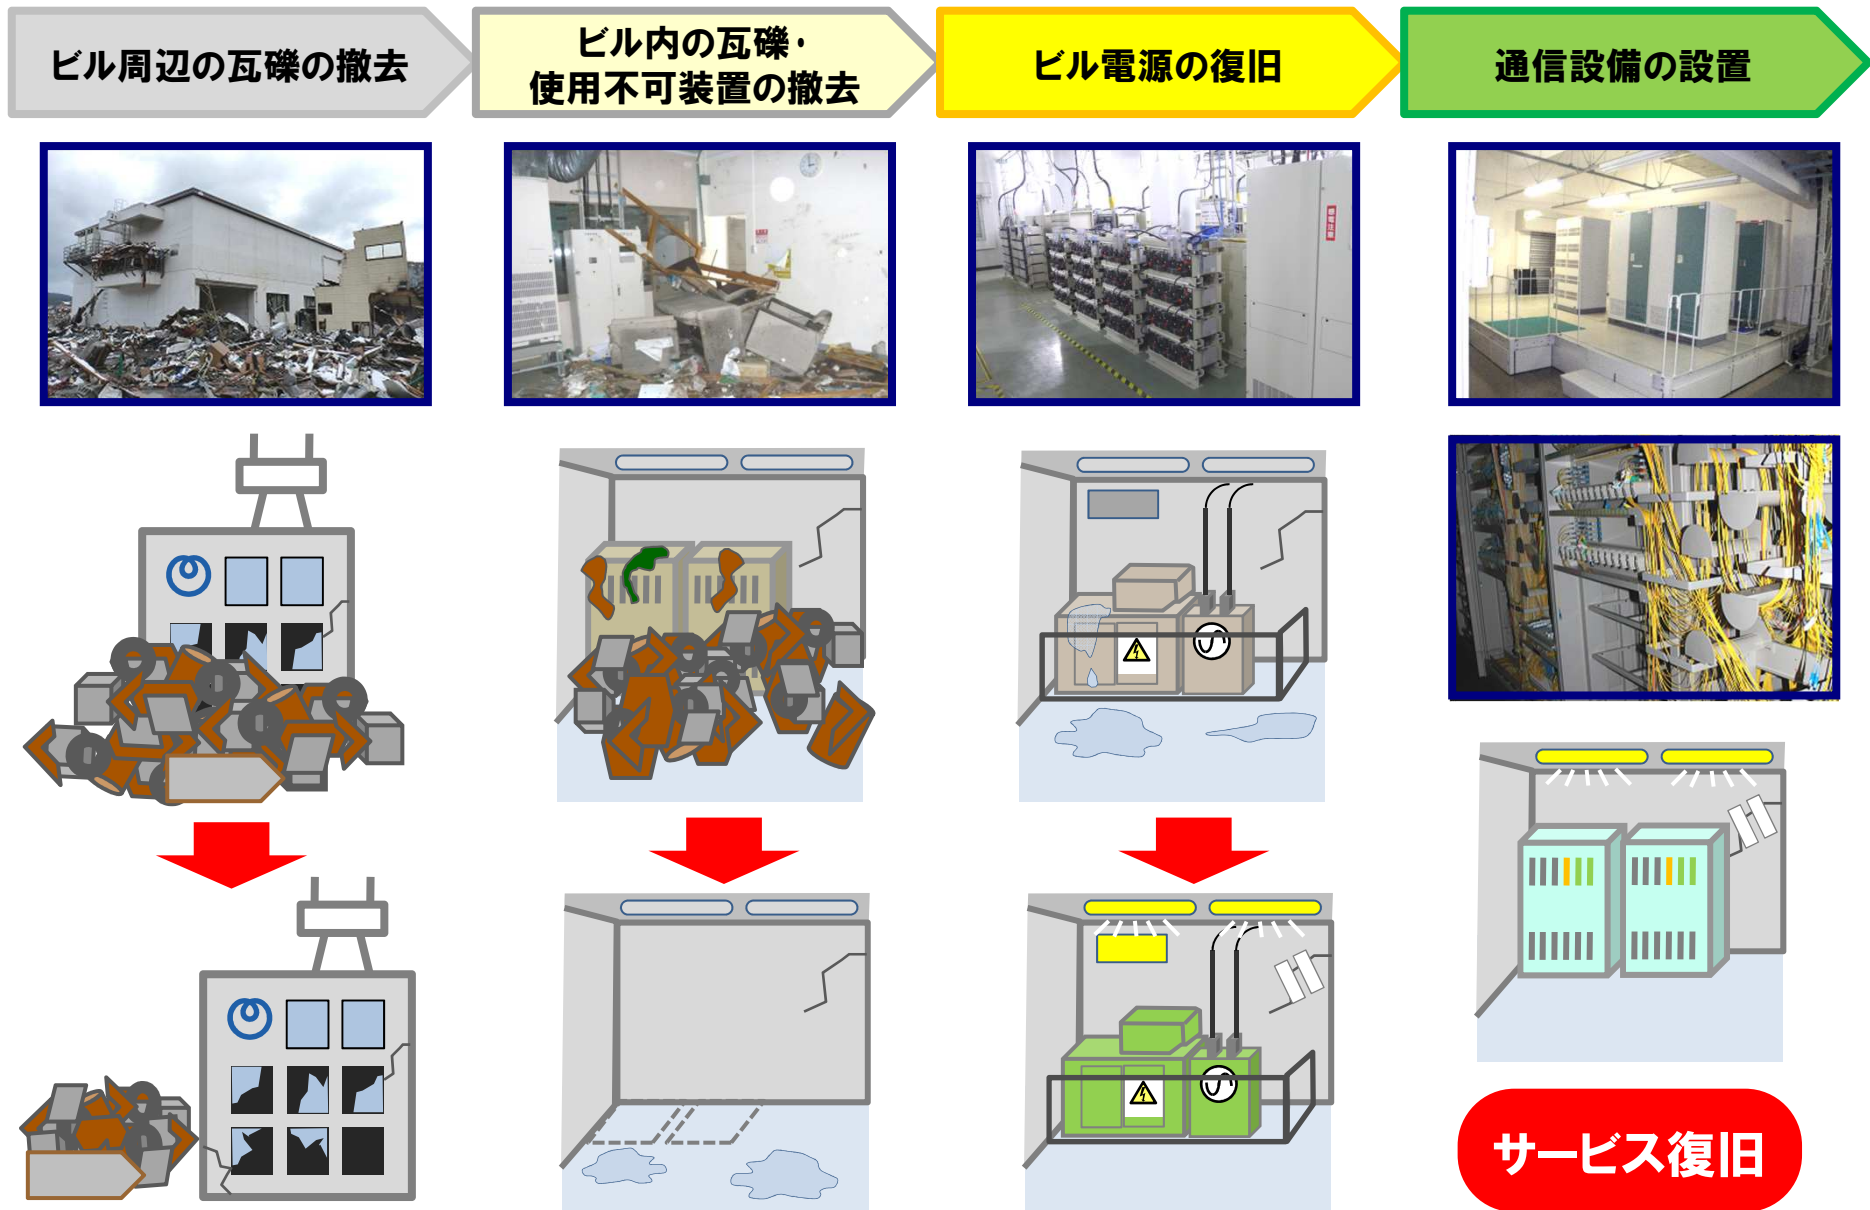 ビル周辺の瓦礫の撤去
ビル内の瓦礫・
使用不可装置の撤去
ビル電源の復旧
通信設備の設置
サービス復旧